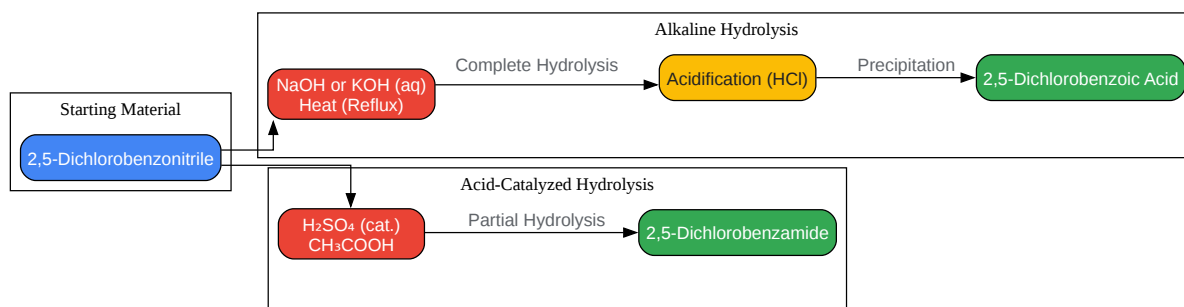 Alkaline Hydrolysis
NaOH or KOH (aq)
Heat (Reflux)
Complete Hydrolysis
Acidification (HCl)
Precipitation
2,5-Dichlorobenzoic Acid
Starting Material
2,5-Dichlorobenzonitrile
Acid-Catalyzed Hydrolysis
H₂SO₄ (cat.)
CH₃COOH
Partial Hydrolysis
2,5-Dichlorobenzamide